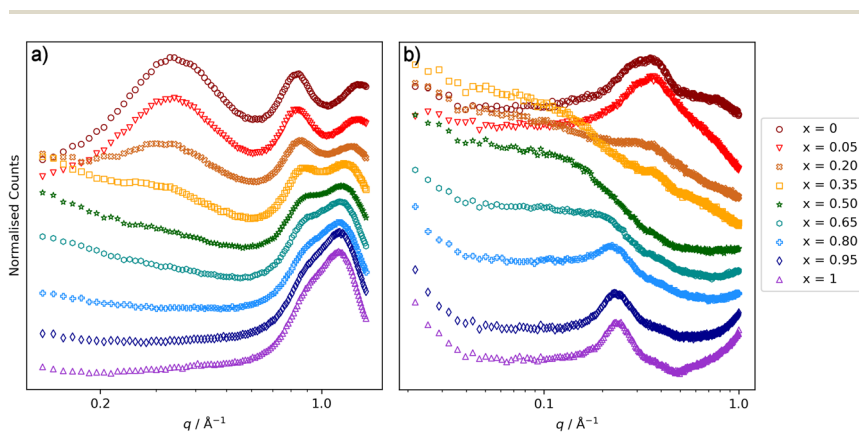 a)
b)
Normalised Counts
0.2
1.0
q / Å⁻¹
0.1
1.0
q / Å⁻¹
x = 0
x = 0.05
x = 0.20
x = 0.35
x = 0.50
x = 0.65
x = 0.80
x = 0.95
x = 1